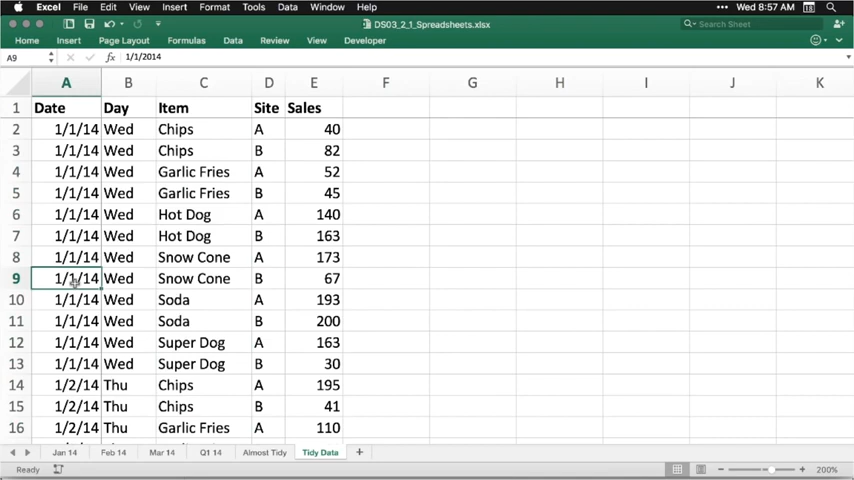 Excel File Edit View Insert Format Tools Data Window Help Wed 8:57 AM 18
DS03_2_1_Spreadsheets.xlsx Search Sheet
Home Insert Page Layout Formulas Data Review View Developer
A9 fx 1/1/2014
A B C D E F G H I J K
1 Date Day Item Site Sales
2 1/1/14 Wed Chips A 40
3 1/1/14 Wed Chips B 82
4 1/1/14 Wed Garlic Fries A 52
5 1/1/14 Wed Garlic Fries B 45
6 1/1/14 Wed Hot Dog A 140
7 1/1/14 Wed Hot Dog B 163
8 1/1/14 Wed Snow Cone A 173
9 1/1/14 Wed Snow Cone B 67
10 1/1/14 Wed Soda A 193
11 1/1/14 Wed Soda B 200
12 1/1/14 Wed Super Dog A 163
13 1/1/14 Wed Super Dog B 30
14 1/2/14 Thu Chips A 195
15 1/2/14 Thu Chips B 41
16 1/2/14 Thu Garlic Fries A 110
Jan 14 Feb 14 Mar 14 Q1 14 Almost Tidy Tidy Data +
Ready 200%